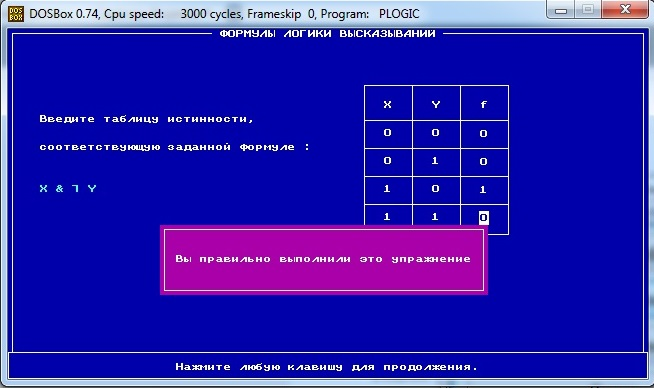 DOSBox 0.74, Cpu speed: 3000 cycles, Frameskip 0, Program: PLOGIC
ФОРМУЛЫ ЛОГИКИ ВЫСКАЗЫВАНИЙ
Введите таблицу истинности,
соответствующую заданной формуле :
X & ㄱ Y
X Y f
0 0 0
0 1 0
1 0 1
1 1 0
Вы правильно выполнили это упражнение
Нажмите любую клавишу для продолжения.